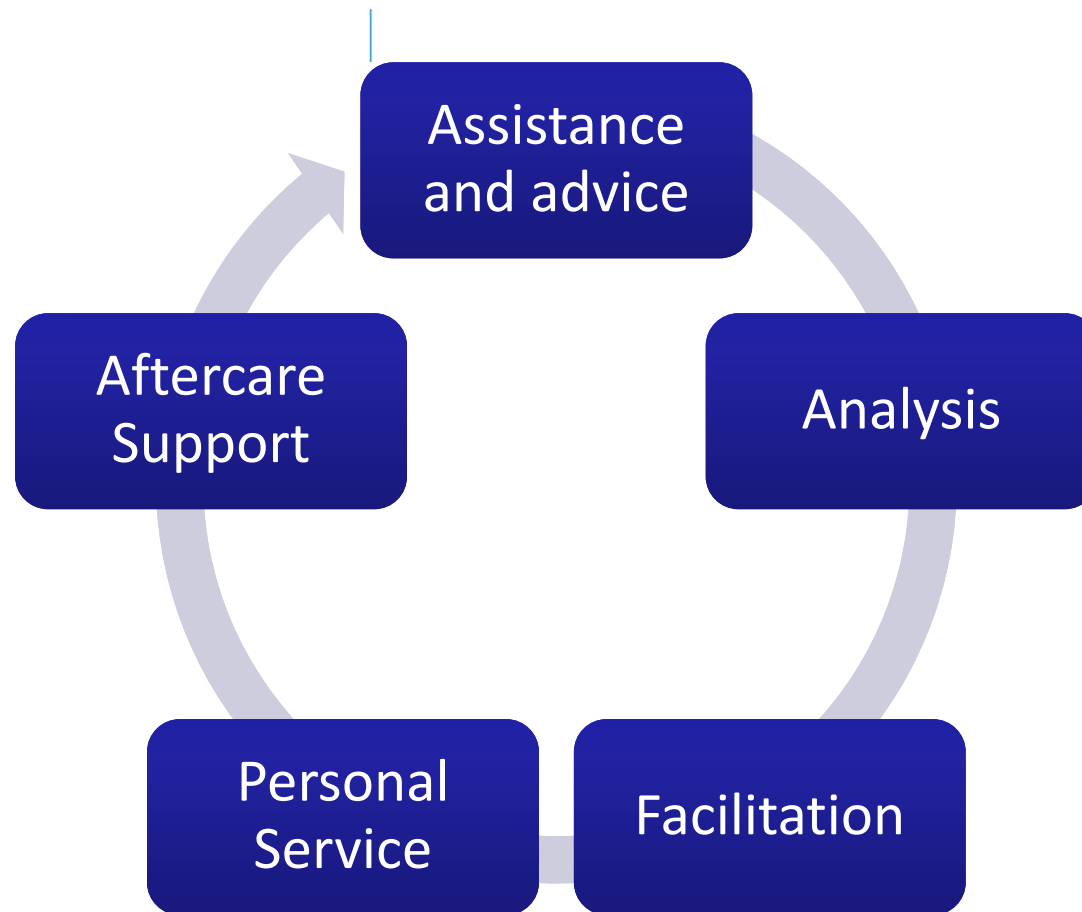 Assistance
and advice
Analysis
Facilitation
Personal
Service
Aftercare
Support